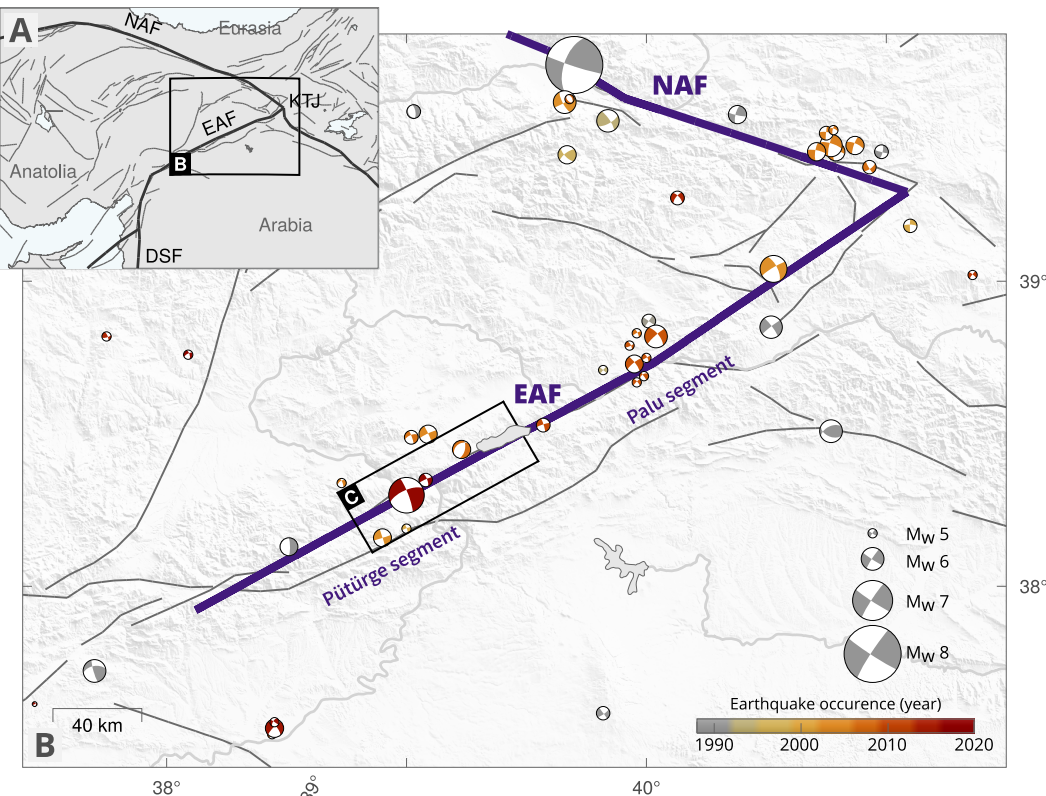 A
NAF
Eurasia
KTJ
EAF
B
Anatolia
Arabia
DSF
NAF
39°
EAF
Palu segment
C
Pütürge segment
38°
Mw 5
Mw 6
Mw 7
Mw 8
Earthquake occurence (year)
1990 2000 2010 2020
40 km
B
38° 39° 40°